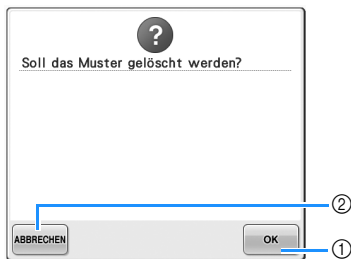 ?
Soll das Muster gelöscht werden?
②
ABBRECHEN
OK
①